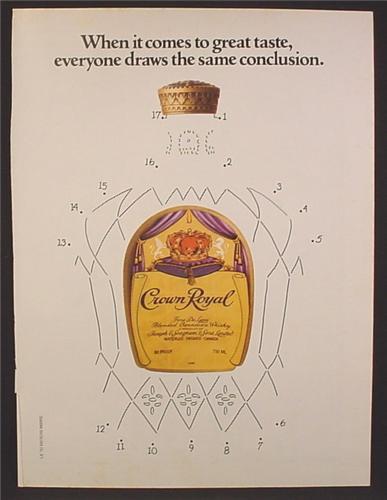 When it comes to great taste,
everyone draws the same conclusion.
17 1
16 2
15 3
14 4
13 5
Crown Royal
Fine De Luxe
Blended Canadian Whisky
Joseph E. Seagram & Sons Limited
WATERLOO ONTARIO CANADA
80 PROOF 750 ML
12 6
11 10 9 8 7